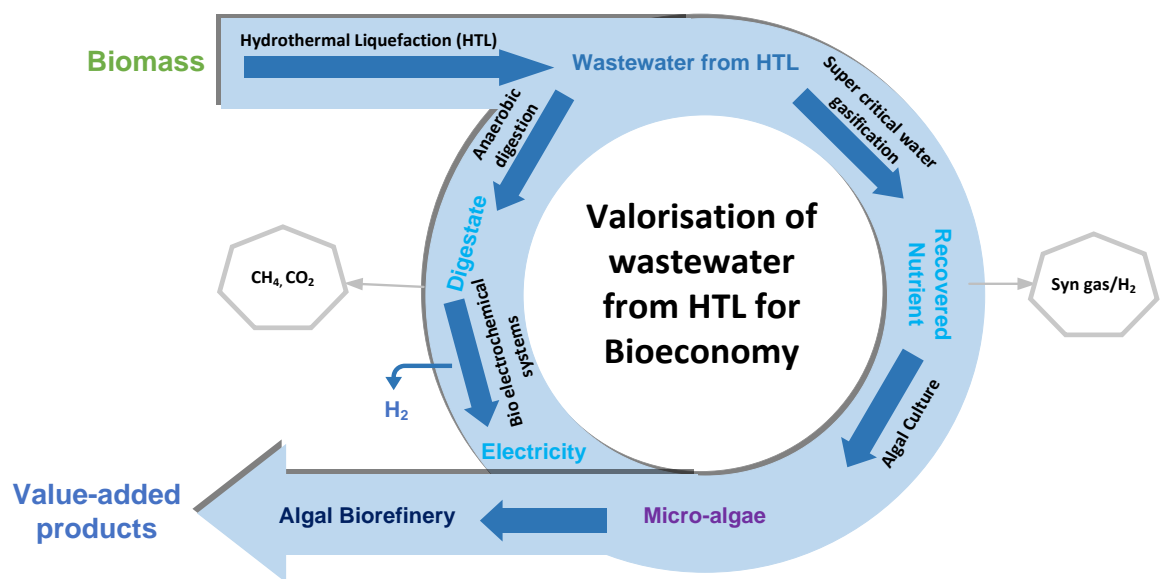 Hydrothermal Liquefaction (HTL)
Biomass
Wastewater from HTL
Anaerobic
digestion
Super critical water
gasification
Digestate
Valorisation of
wastewater
from HTL for
Bioeconomy
Recovered
Nutrient
CH₄, CO₂
Syn gas/H₂
Bio electrochemical
systems
H₂
Algal Culture
Electricity
Value-added
products
Algal Biorefinery
Micro-algae